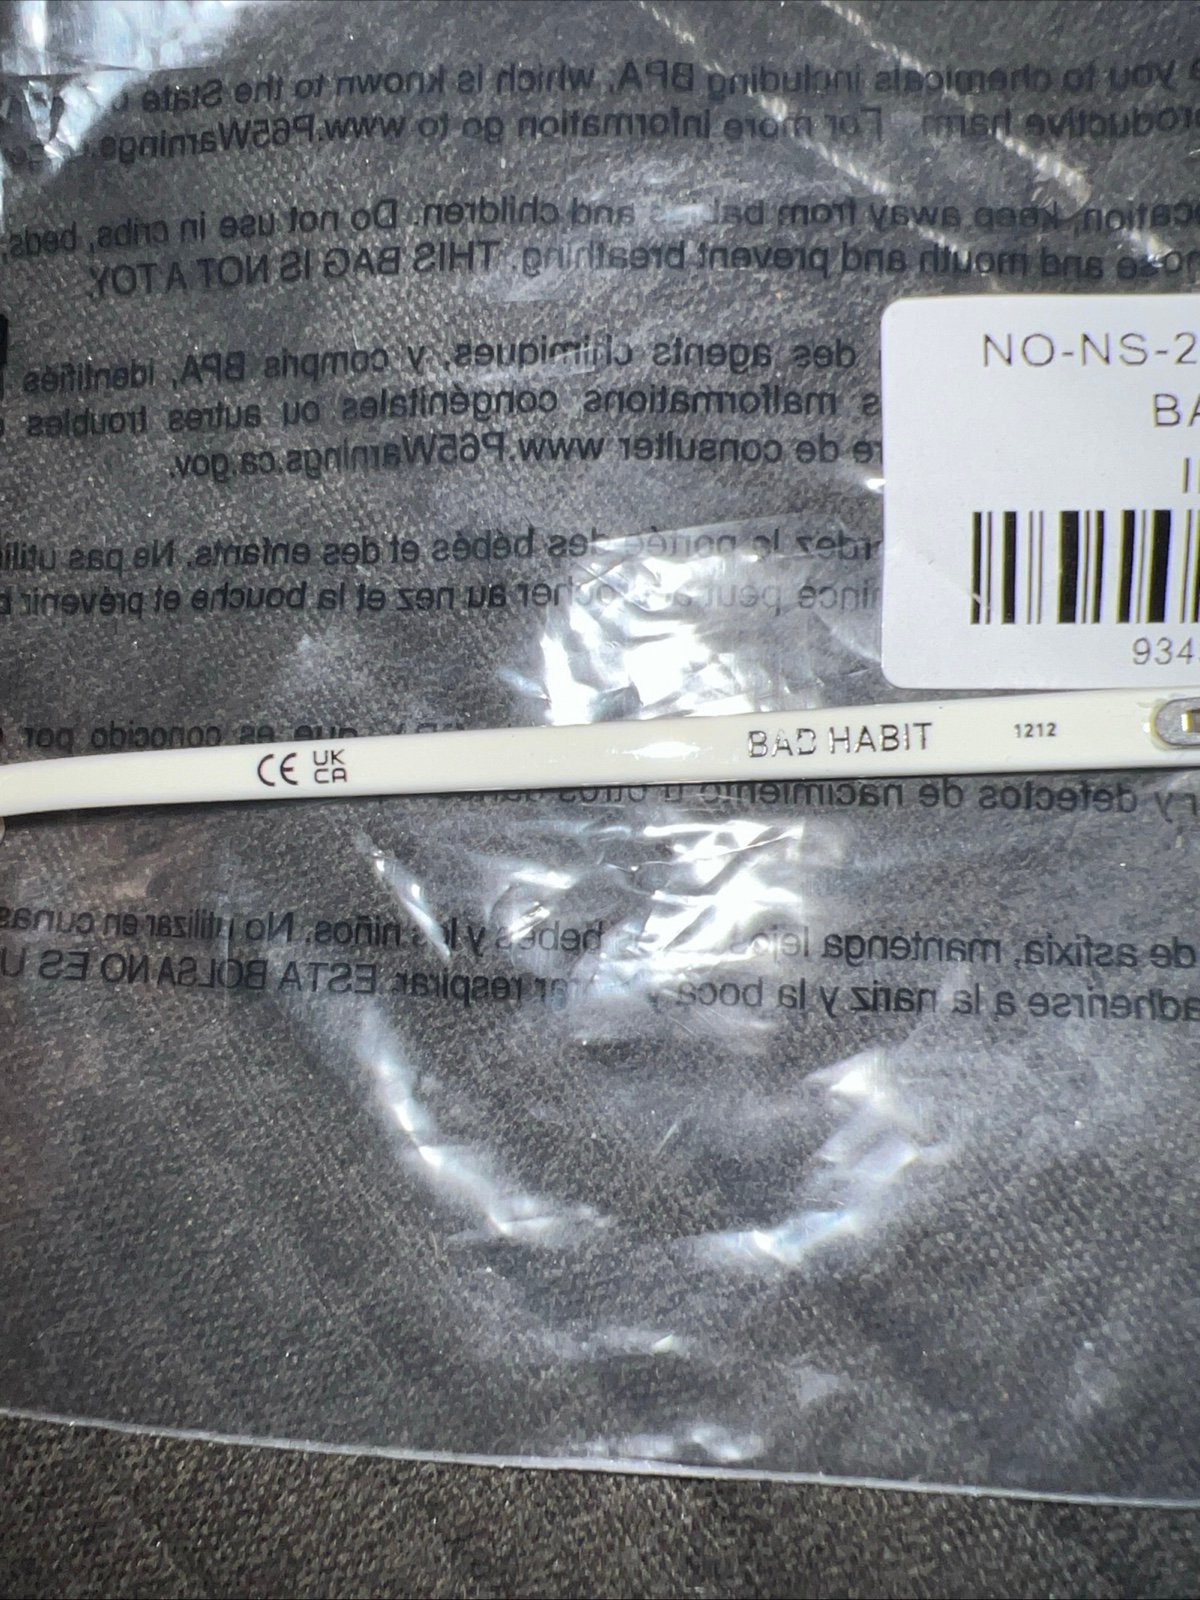 you to chemicals including BPA, which is known to the State
reproductive harm. For more information go to www.P65Warnings.
keep away from babies and children. Do not use in cribs, beds,
nose and mouth and prevent breathing. THIS BAG IS NOT A TOY.
NO-NS-2
BA
des agents chimiques, y compris BPA, identifiés
malformations congénitales ou autres troubles
de consulter www.P65Warnings.ca.gov.
des bébés et des enfants. Ne pas utili
au nez et la bouche et prévenir
934
que es conocido por
BAD HABIT 1212
CE UK CA
y defectos de nacimiento u otros
de asfixia, mantenga bebés y los niños. No utilizar en cunas
adherirse a la nariz y la boca y respirar. ESTA BOLSA NO ES U